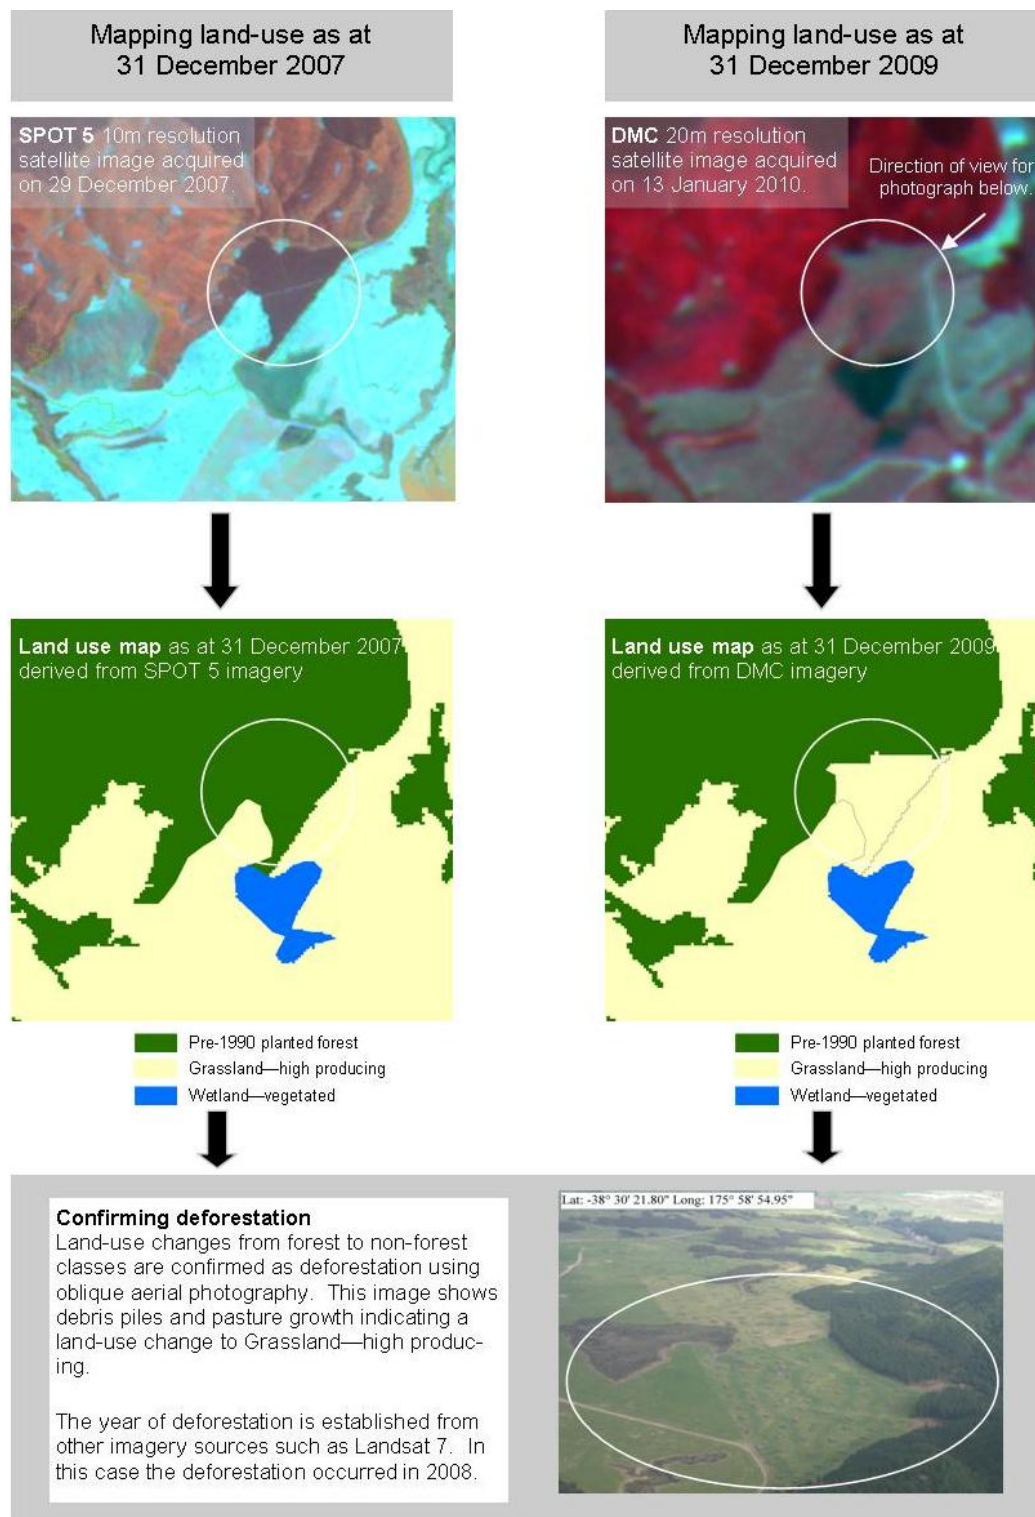 Mapping land-use as at
31 December 2007
Mapping land-use as at
31 December 2009
SPOT 5 10m resolution
satellite image acquired
on 29 December 2007.
DMC 20m resolution
satellite image acquired
on 13 January 2010.
Direction of view for
photograph below.
Land use map as at 31 December 2007
derived from SPOT 5 imagery
Land use map as at 31 December 2009
derived from DMC imagery
Pre-1990 planted forest
Grassland—high producing
Wetland—vegetated
Pre-1990 planted forest
Grassland—high producing
Wetland—vegetated
Confirming deforestation
Land-use changes from forest to non-forest
classes are confirmed as deforestation using
oblique aerial photography.  This image shows
debris piles and pasture growth indicating a
land-use change to Grassland—high produc-
ing.
The year of deforestation is established from
other imagery sources such as Landsat 7.  In
this case the deforestation occurred in 2008.
Lat: -38° 30' 21.80" Long: 175° 58' 54.95"